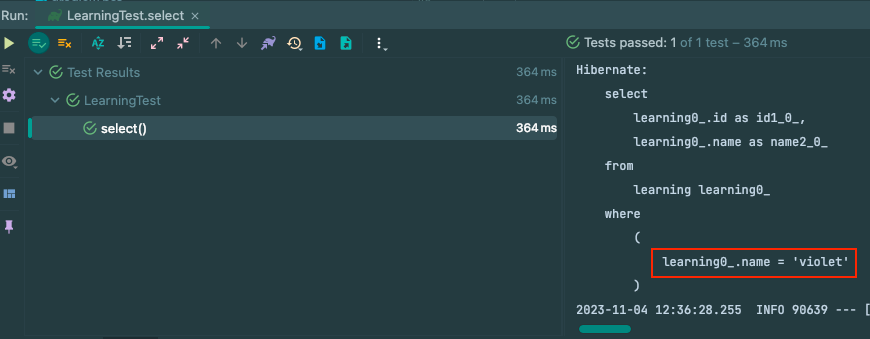 Run: LearningTest.select ×
Tests passed: 1 of 1 test – 364 ms
Test Results 364 ms
LearningTest 364 ms
select() 364 ms
Hibernate:
select
learning0_.id as id1_0_,
learning0_.name as name2_0_
from
learning learning0_
where
(
learning0_.name = 'violet'
)
2023-11-04 12:36:28.255 INFO 90639 --- [